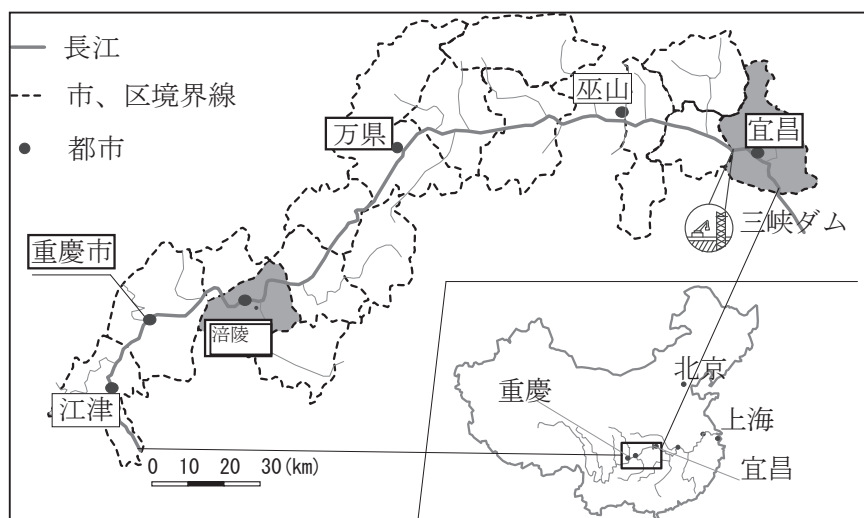 長江
市、区境界線
都市
巫山
万県
宜昌
三峡ダム
重慶市
涪陵
江津
0 10 20 30(km)
北京
重慶
上海
宜昌